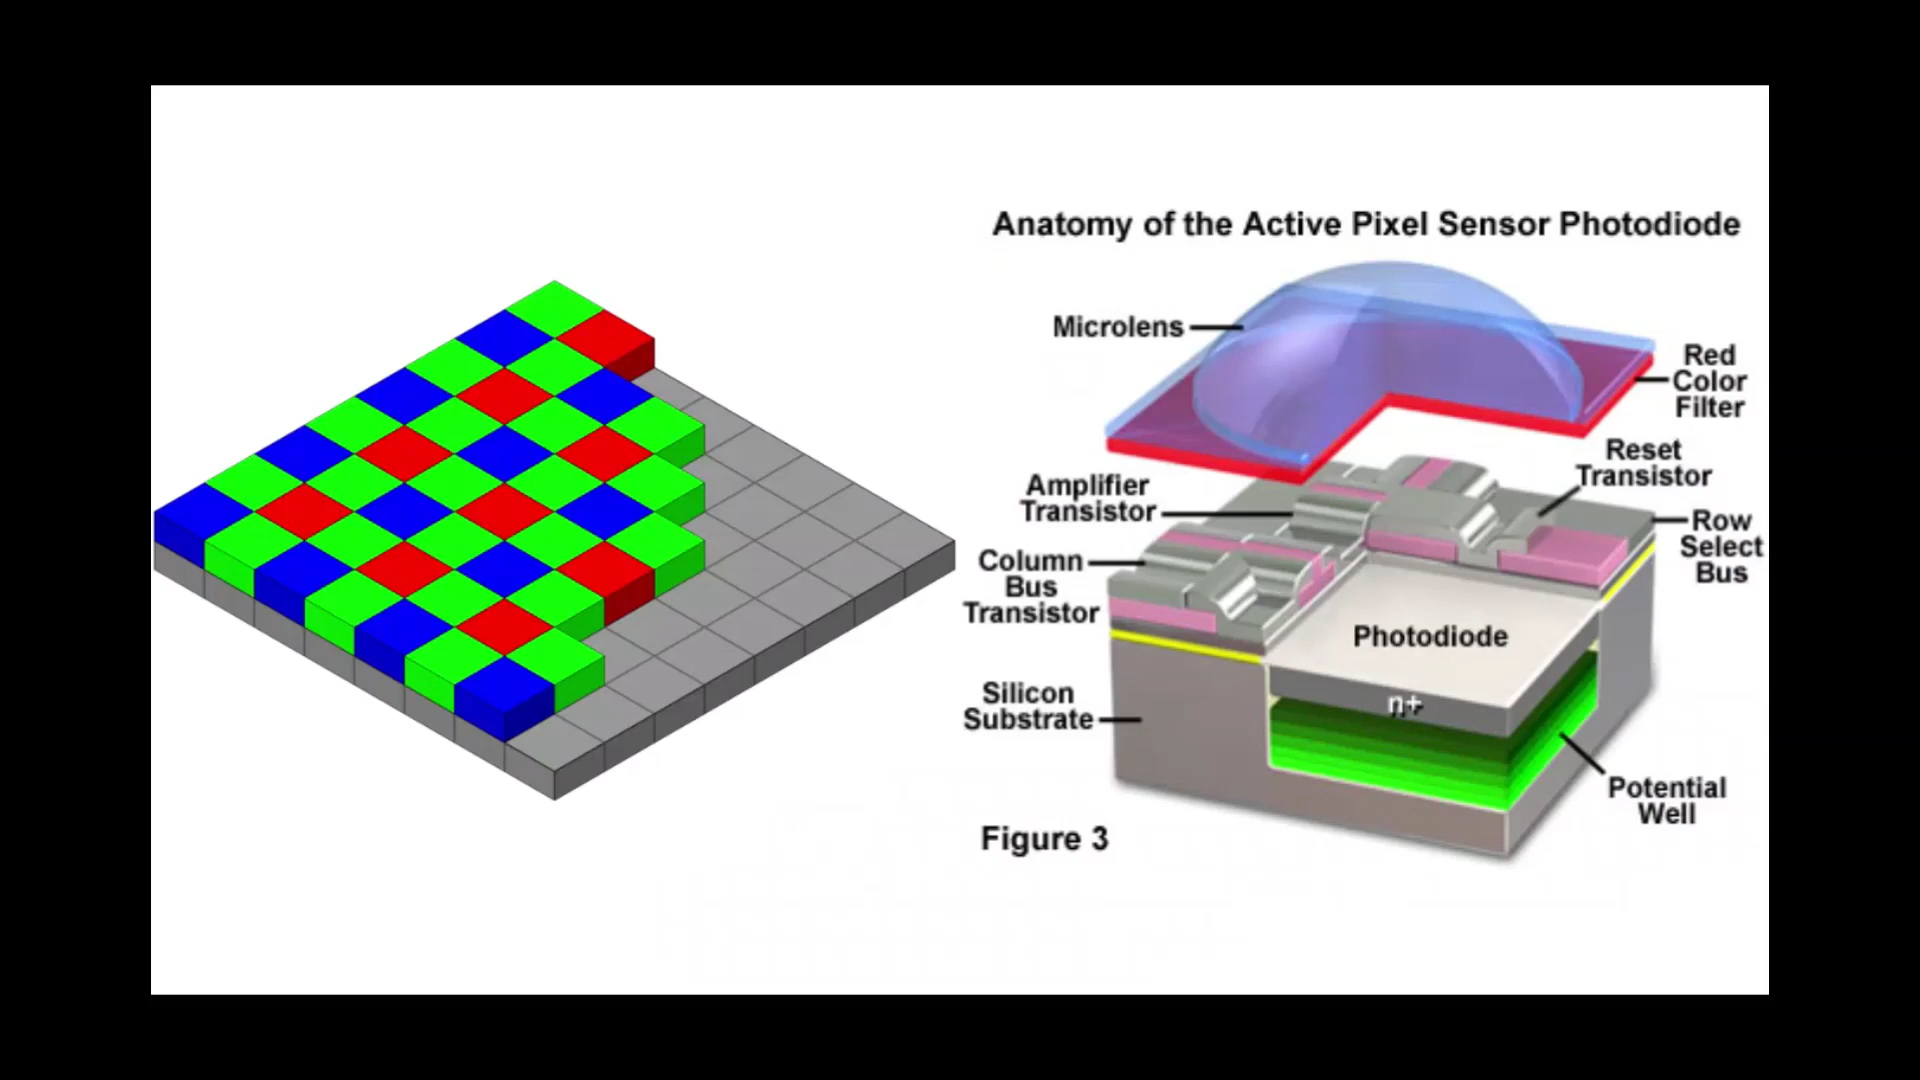 Anatomy of the Active Pixel Sensor Photodiode
Microlens
Red
Color
Filter
Reset
Transistor
Amplifier
Transistor
Row
Select
Bus
Column
Bus
Transistor
Photodiode
n+
Silicon
Substrate
Potential
Well
Figure 3